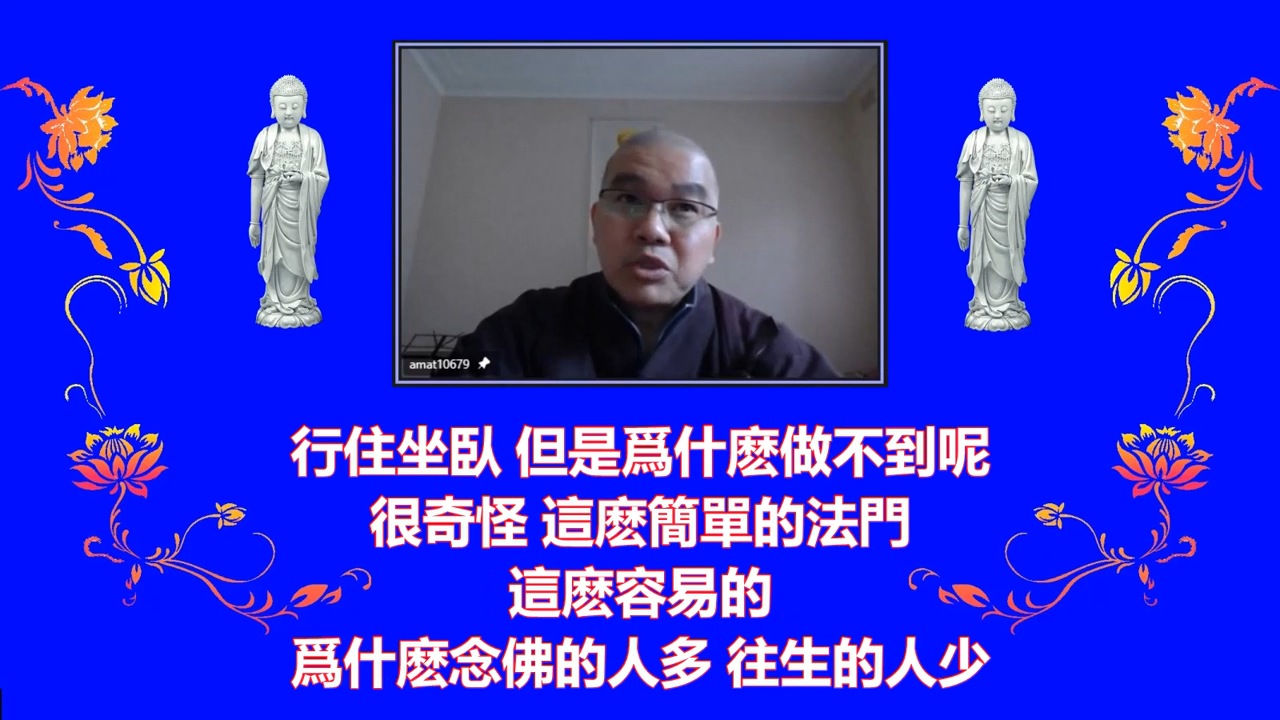 amat10679
行住坐臥 但是爲什麽做不到呢
很奇怪 這麽簡單的法門
這麽容易的
爲什麽念佛的人多 往生的人少